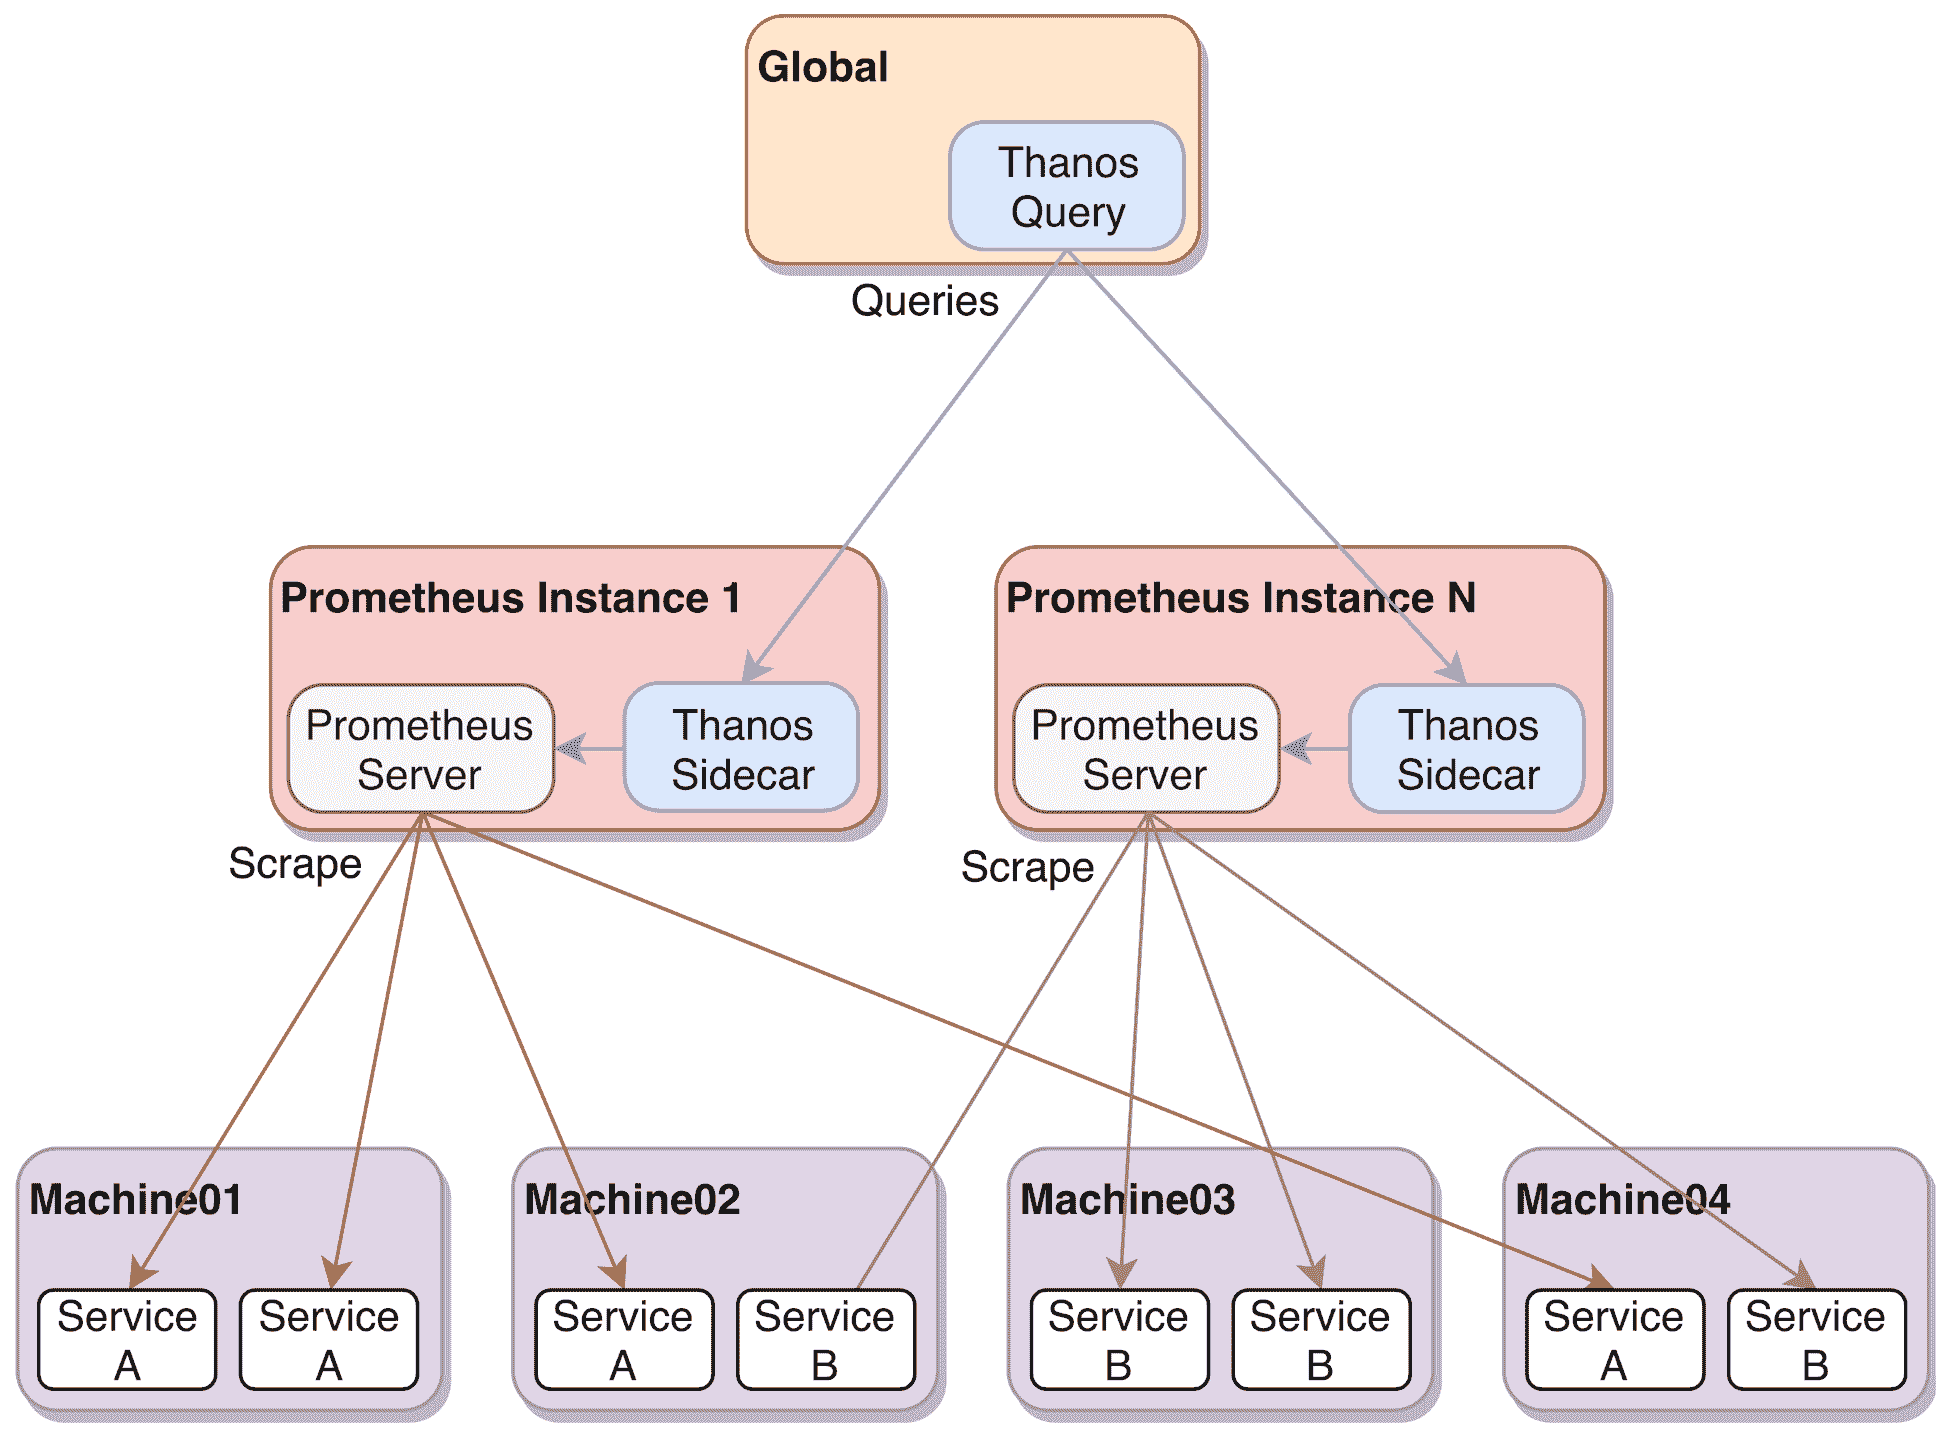 Global
Thanos
Query
Queries
Prometheus Instance 1
Prometheus
Server
Thanos
Sidecar
Prometheus Instance N
Prometheus
Server
Thanos
Sidecar
Scrape
Scrape
Machine01
Service
A
Service
A
Machine02
Service
A
Service
B
Machine03
Service
B
Service
B
Machine04
Service
A
Service
B